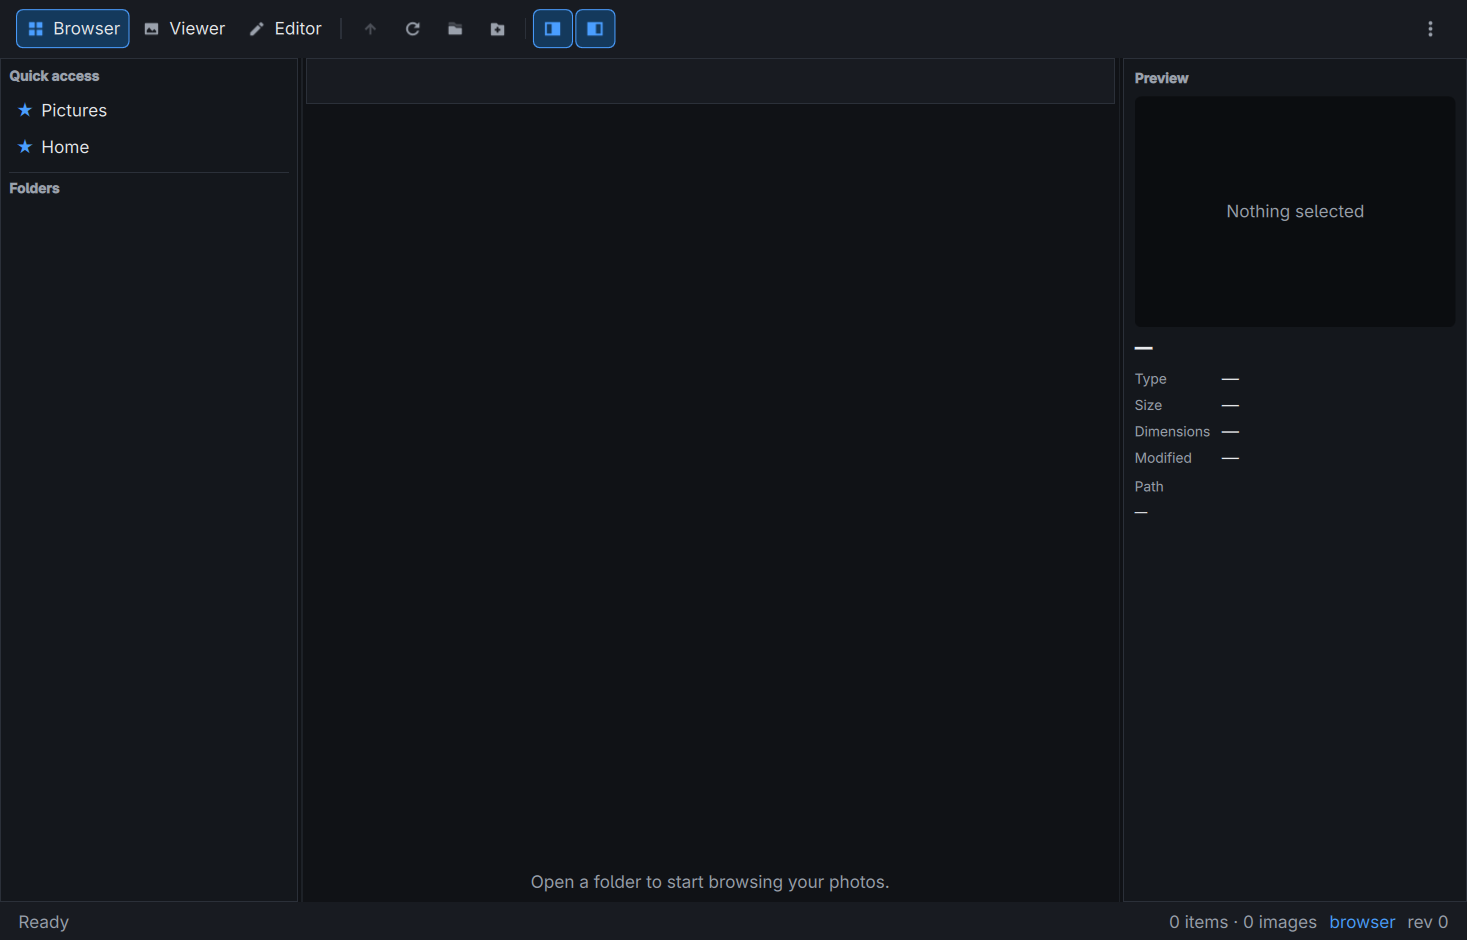 Browser Viewer Editor
Quick access
Pictures
Home
Folders
Open a folder to start browsing your photos.
Preview
Nothing selected
—
Type —
Size —
Dimensions —
Modified —
Path
—
Ready
0 items · 0 images browser rev 0